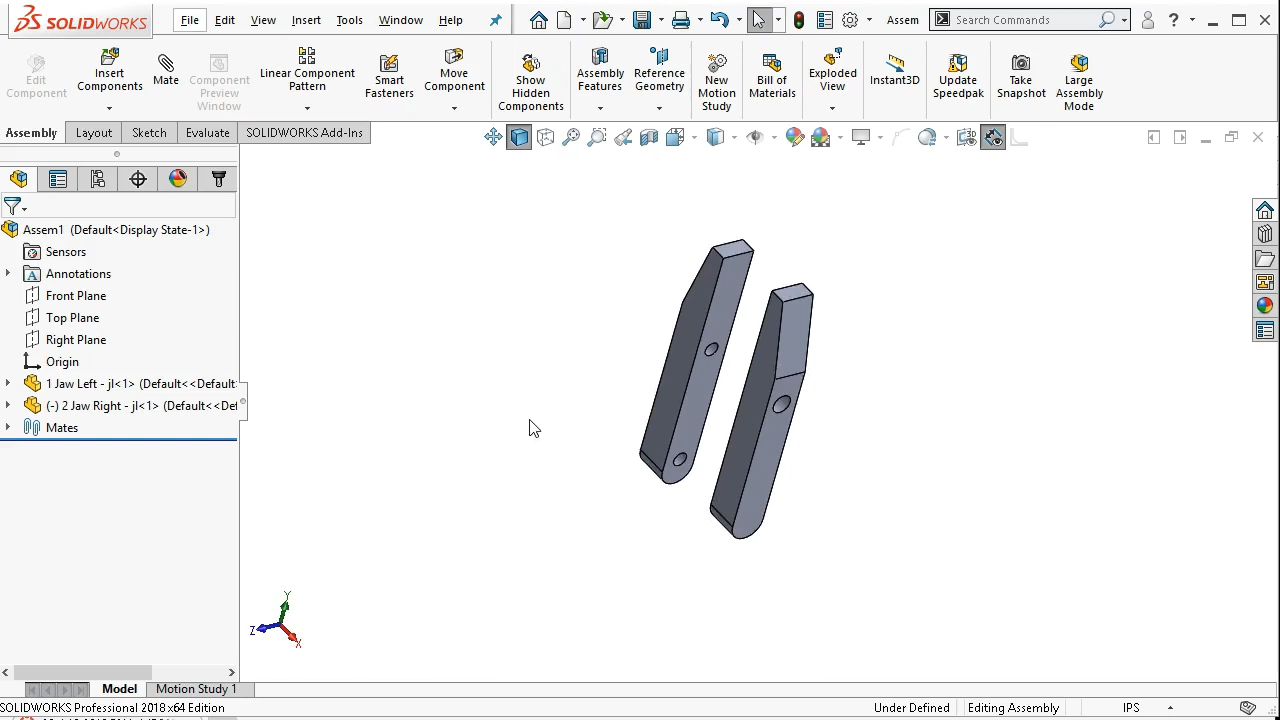 SOLIDWORKS File Edit View Insert Tools Window Help Assem Search Commands ?
Edit Component
Insert Components
Mate
Component Preview Window
Linear Component Pattern
Smart Fasteners
Move Component
Show Hidden Components
Assembly Features
Reference Geometry
New Motion Study
Bill of Materials
Exploded View
Instant3D
Update Speedpak
Take Snapshot
Large Assembly Mode
Assembly Layout Sketch Evaluate SOLIDWORKS Add-Ins
Assem1 (Default<Display State-1>)
Sensors
Annotations
Front Plane
Top Plane
Right Plane
Origin
1 Jaw Left - jl<1> (Default<<Default
(-) 2 Jaw Right - jl<1> (Default<<Def
Mates
Y
Z
X
Model Motion Study 1
SOLIDWORKS Professional 2018 x64 Edition Under Defined Editing Assembly IPS